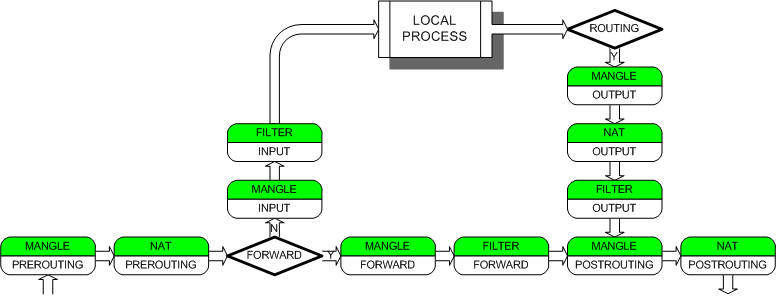 LOCAL
PROCESS
ROUTING
Y
MANGLE
OUTPUT
NAT
OUTPUT
FILTER
OUTPUT
FILTER
INPUT
MANGLE
INPUT
N
MANGLE
PREROUTING
NAT
PREROUTING
FORWARD
Y
MANGLE
FORWARD
FILTER
FORWARD
MANGLE
POSTROUTING
NAT
POSTROUTING